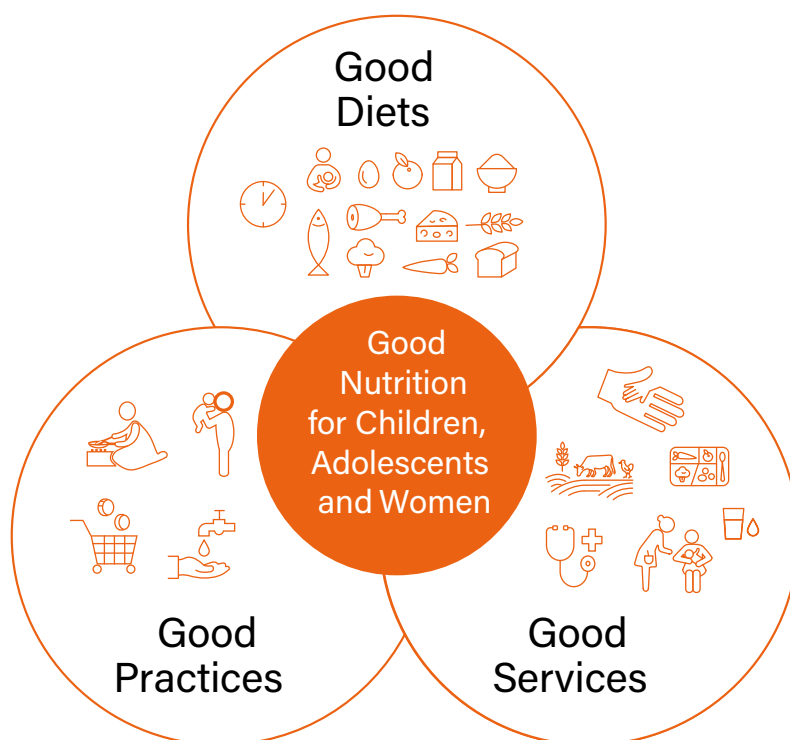 Good
Diets
Good
Nutrition
for Children,
Adolescents
and Women
Good
Practices
Good
Services